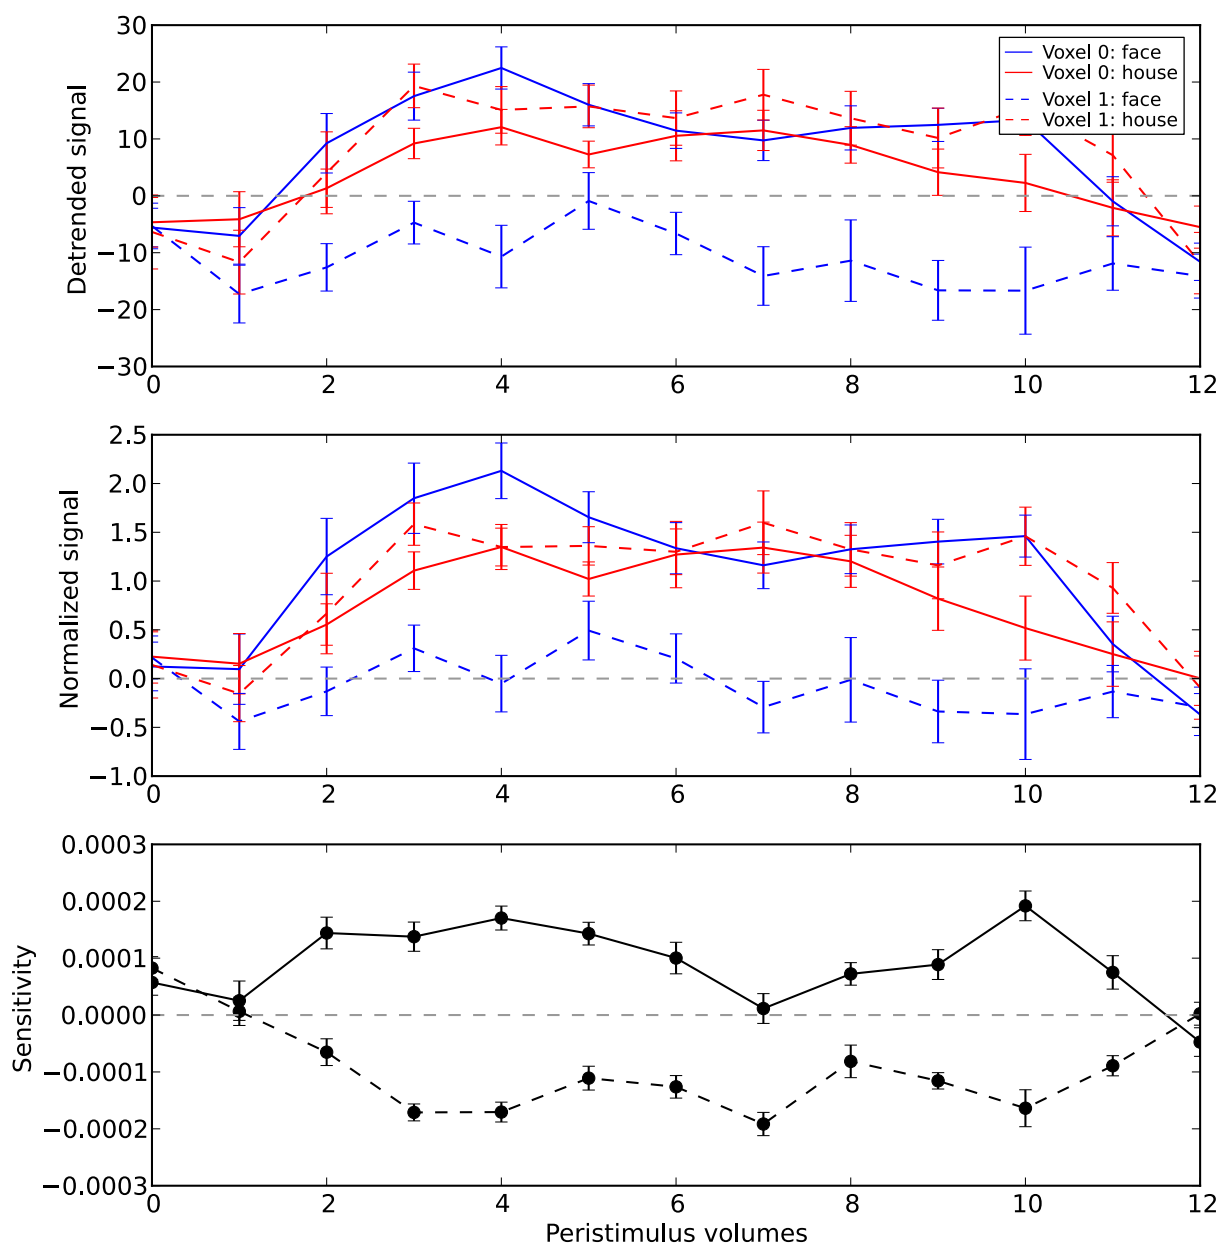 30
20
10
0
−10
−20
−30
Detrended signal
Voxel 0: face
Voxel 0: house
Voxel 1: face
Voxel 1: house
0 2 4 6 8 10 12
2.5
2.0
1.5
1.0
0.5
0.0
−0.5
−1.0
Normalized signal
0 2 4 6 8 10 12
0.0003
0.0002
0.0001
0.0000
−0.0001
−0.0002
−0.0003
Sensitivity
0 2 4 6 8 10 12
Peristimulus volumes